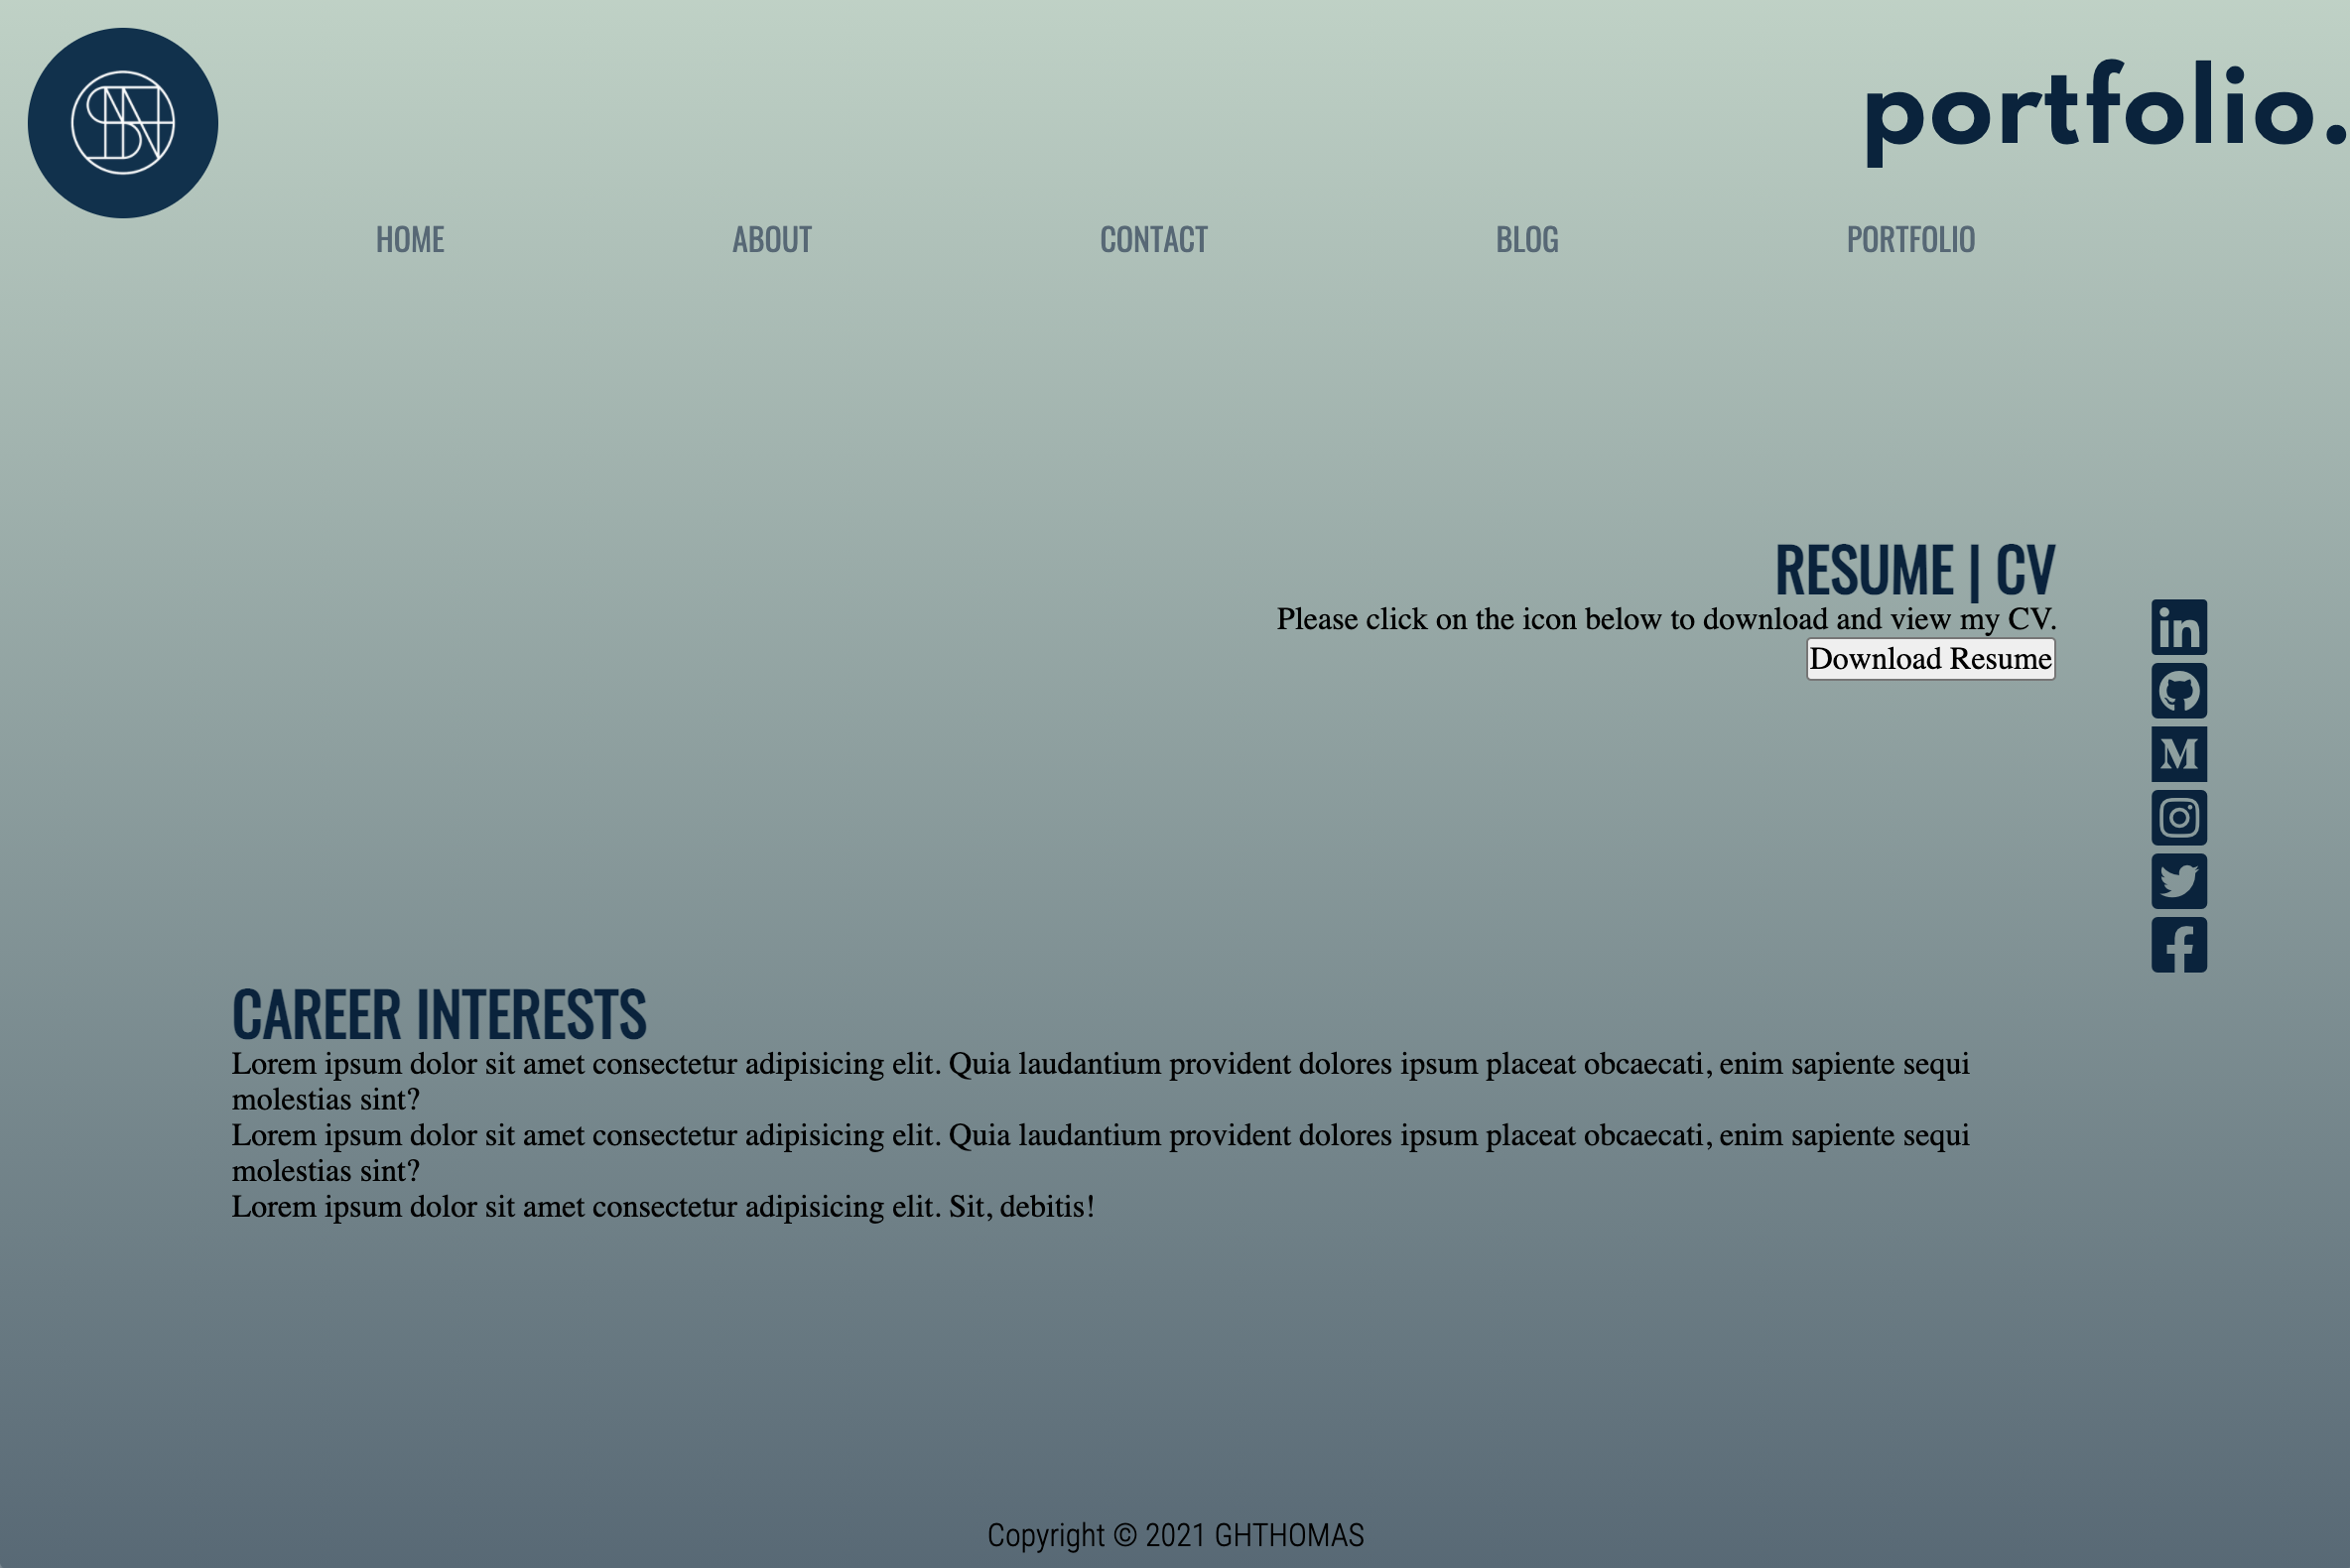 portfolio.
HOME ABOUT CONTACT BLOG PORTFOLIO
RESUME | CV
Please click on the icon below to download and view my CV.
Download Resume
CAREER INTERESTS
Lorem ipsum dolor sit amet consectetur adipisicing elit. Quia laudantium provident dolores ipsum placeat obcaecati, enim sapiente sequi
molestias sint?
Lorem ipsum dolor sit amet consectetur adipisicing elit. Quia laudantium provident dolores ipsum placeat obcaecati, enim sapiente sequi
molestias sint?
Lorem ipsum dolor sit amet consectetur adipisicing elit. Sit, debitis!
Copyright © 2021 GHTHOMAS